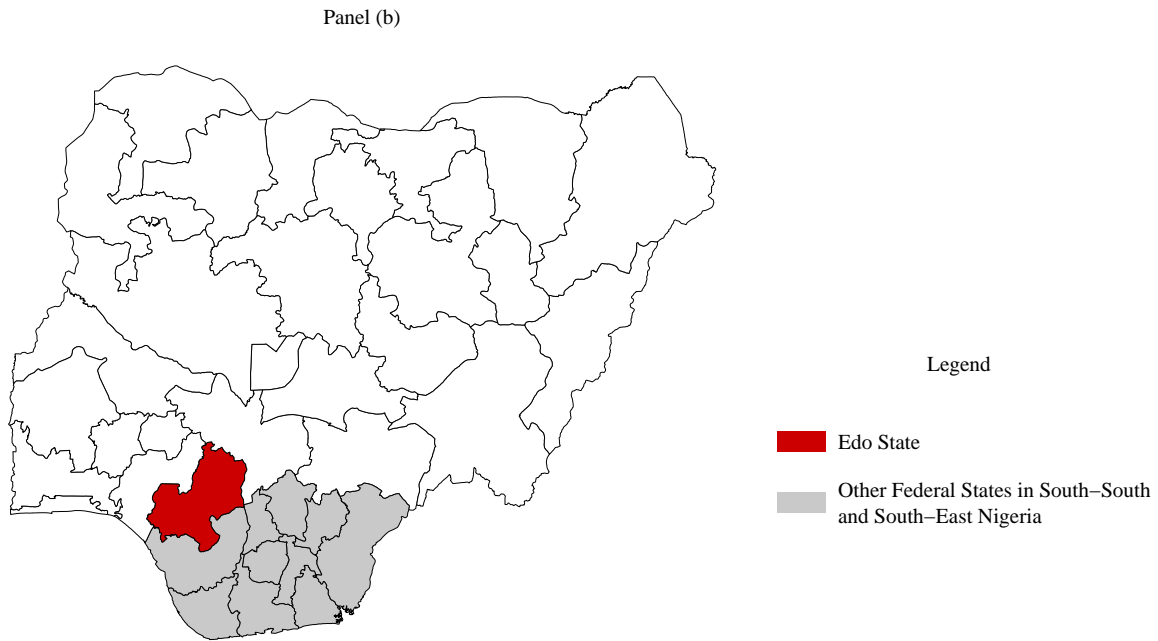 Panel (b)
Legend
Edo State
Other Federal States in South−South
and South−East Nigeria